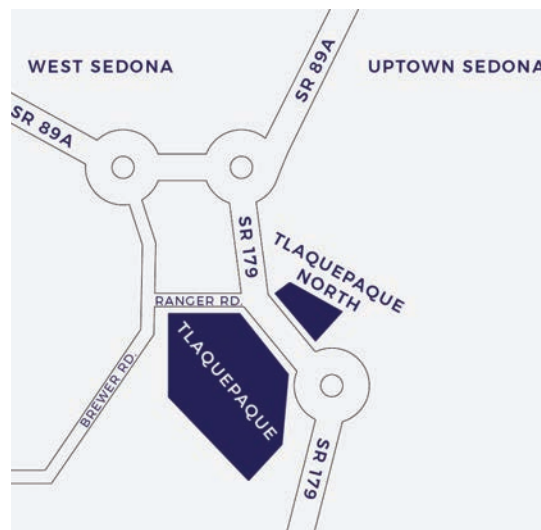 WEST SEDONA
SR 89A
UPTOWN SEDONA
SR 89A
SR 179
TLAQUEPAQUE
NORTH
RANGER RD.
TLAQUEPAQUE
BREWER RD.
SR 179